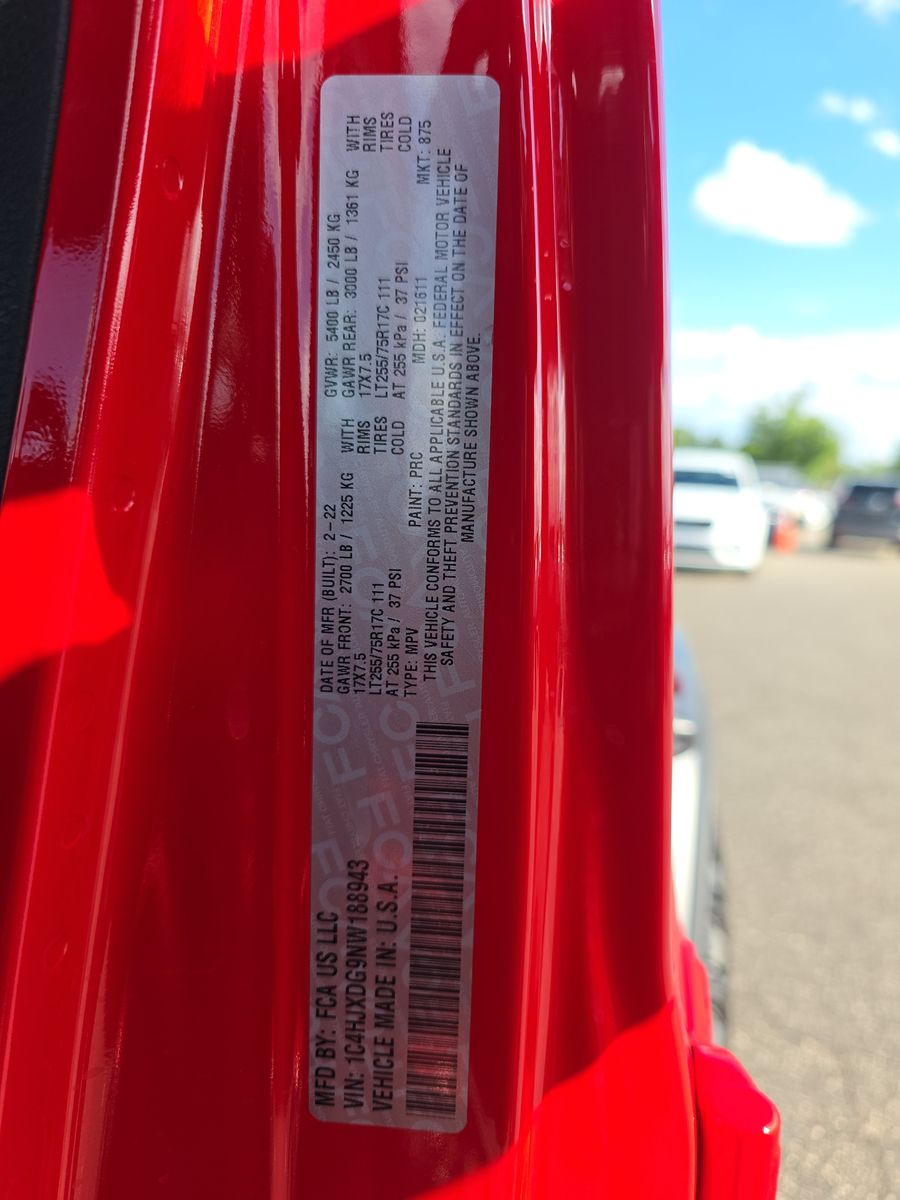 MFD BY: FCA US LLC
VIN: 1C4HJXDG9NW188943
VEHICLE MADE IN: U.S.A.
DATE OF MFR (BUILT): 2-22 GVWR: 5400 LB / 2450 KG
GAWR FRONT: 2700 LB / 1225 KG WITH GAWR REAR: 3000 LB / 1361 KG WITH
17X7.5 RIMS 17X7.5 RIMS
LT255/75R17C 111 TIRES LT255/75R17C 111 TIRES
AT 255 kPa / 37 PSI COLD AT 255 kPa / 37 PSI COLD
TYPE: MPV PAINT: PRC MDH: 021611 MKT: 875
THIS VEHICLE CONFORMS TO ALL APPLICABLE U.S.A. FEDERAL MOTOR VEHICLE
SAFETY AND THEFT PREVENTION STANDARDS IN EFFECT ON THE DATE OF
MANUFACTURE SHOWN ABOVE.